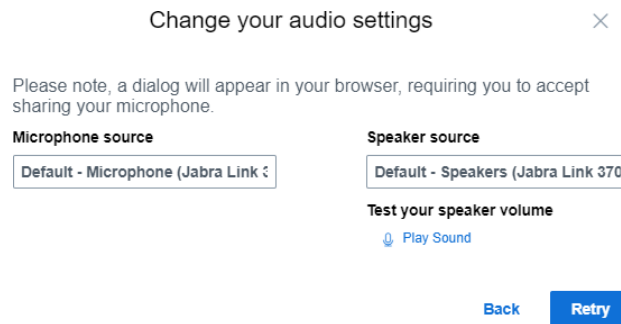 Change your audio settings
Please note, a dialog will appear in your browser, requiring you to accept
sharing your microphone.
Microphone source
Speaker source
Default - Microphone (Jabra Link
Default - Speakers (Jabra Link 370
Test your speaker volume
Play Sound
Back
Retry